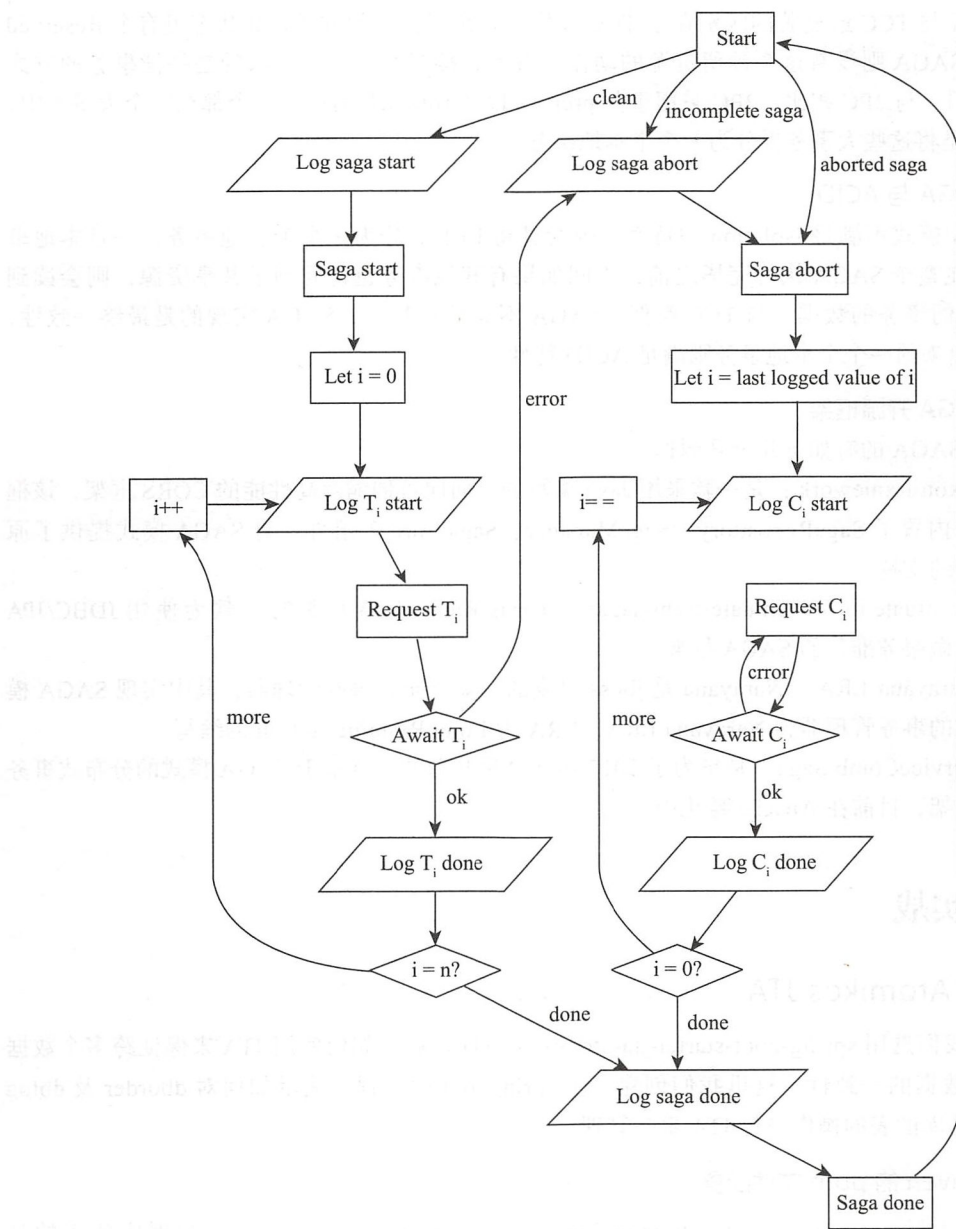 Start
clean
incomplete saga
Log saga start
Log saga abort
aborted saga
Saga start
Saga abort
Let i = 0
Let i = last logged value of i
error
i++
Log Ti start
i==
Log Ci start
Request Ti
Request Ci
crror
more
Await Ti
more
Await Ci
ok
ok
Log Ti done
Log Ci done
i = n?
i = 0?
done
done
Log saga done
Saga done